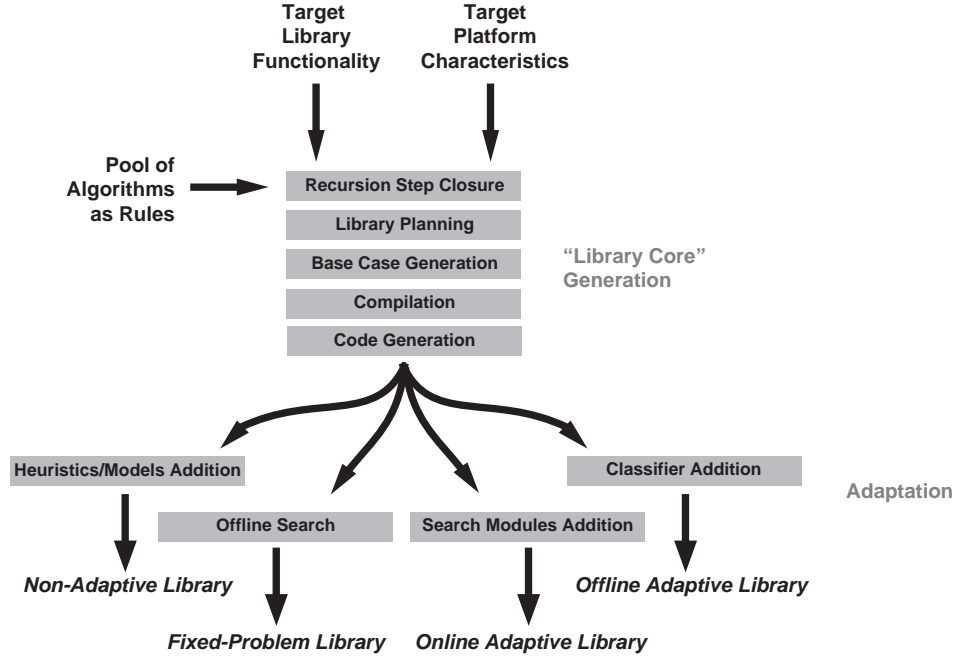 Target
Library
Functionality
Target
Platform
Characteristics
Pool of
Algorithms
as Rules
Recursion Step Closure
Library Planning
Base Case Generation
Compilation
Code Generation
“Library Core”
Generation
Heuristics/Models Addition
Classifier Addition
Adaptation
Offline Search
Search Modules Addition
Non-Adaptive Library
Offline Adaptive Library
Fixed-Problem Library
Online Adaptive Library